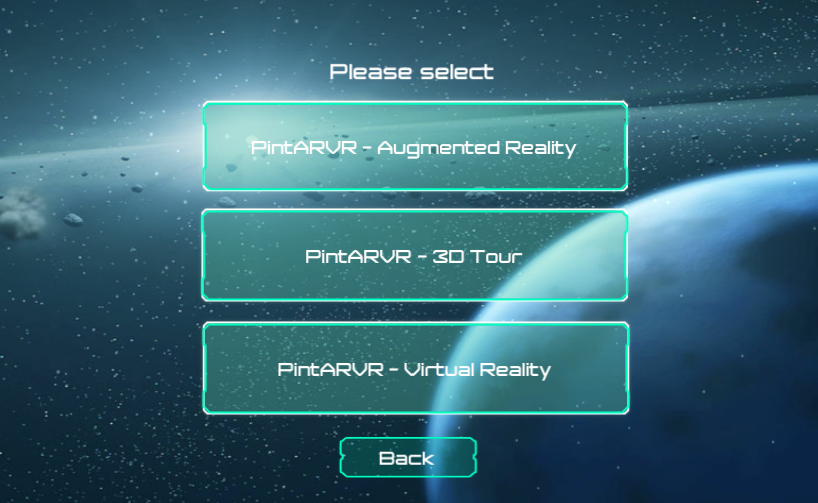 Please select
PintARVR - Augmented Reality
PintARVR - 3D Tour
PintARVR - Virtual Reality
Back